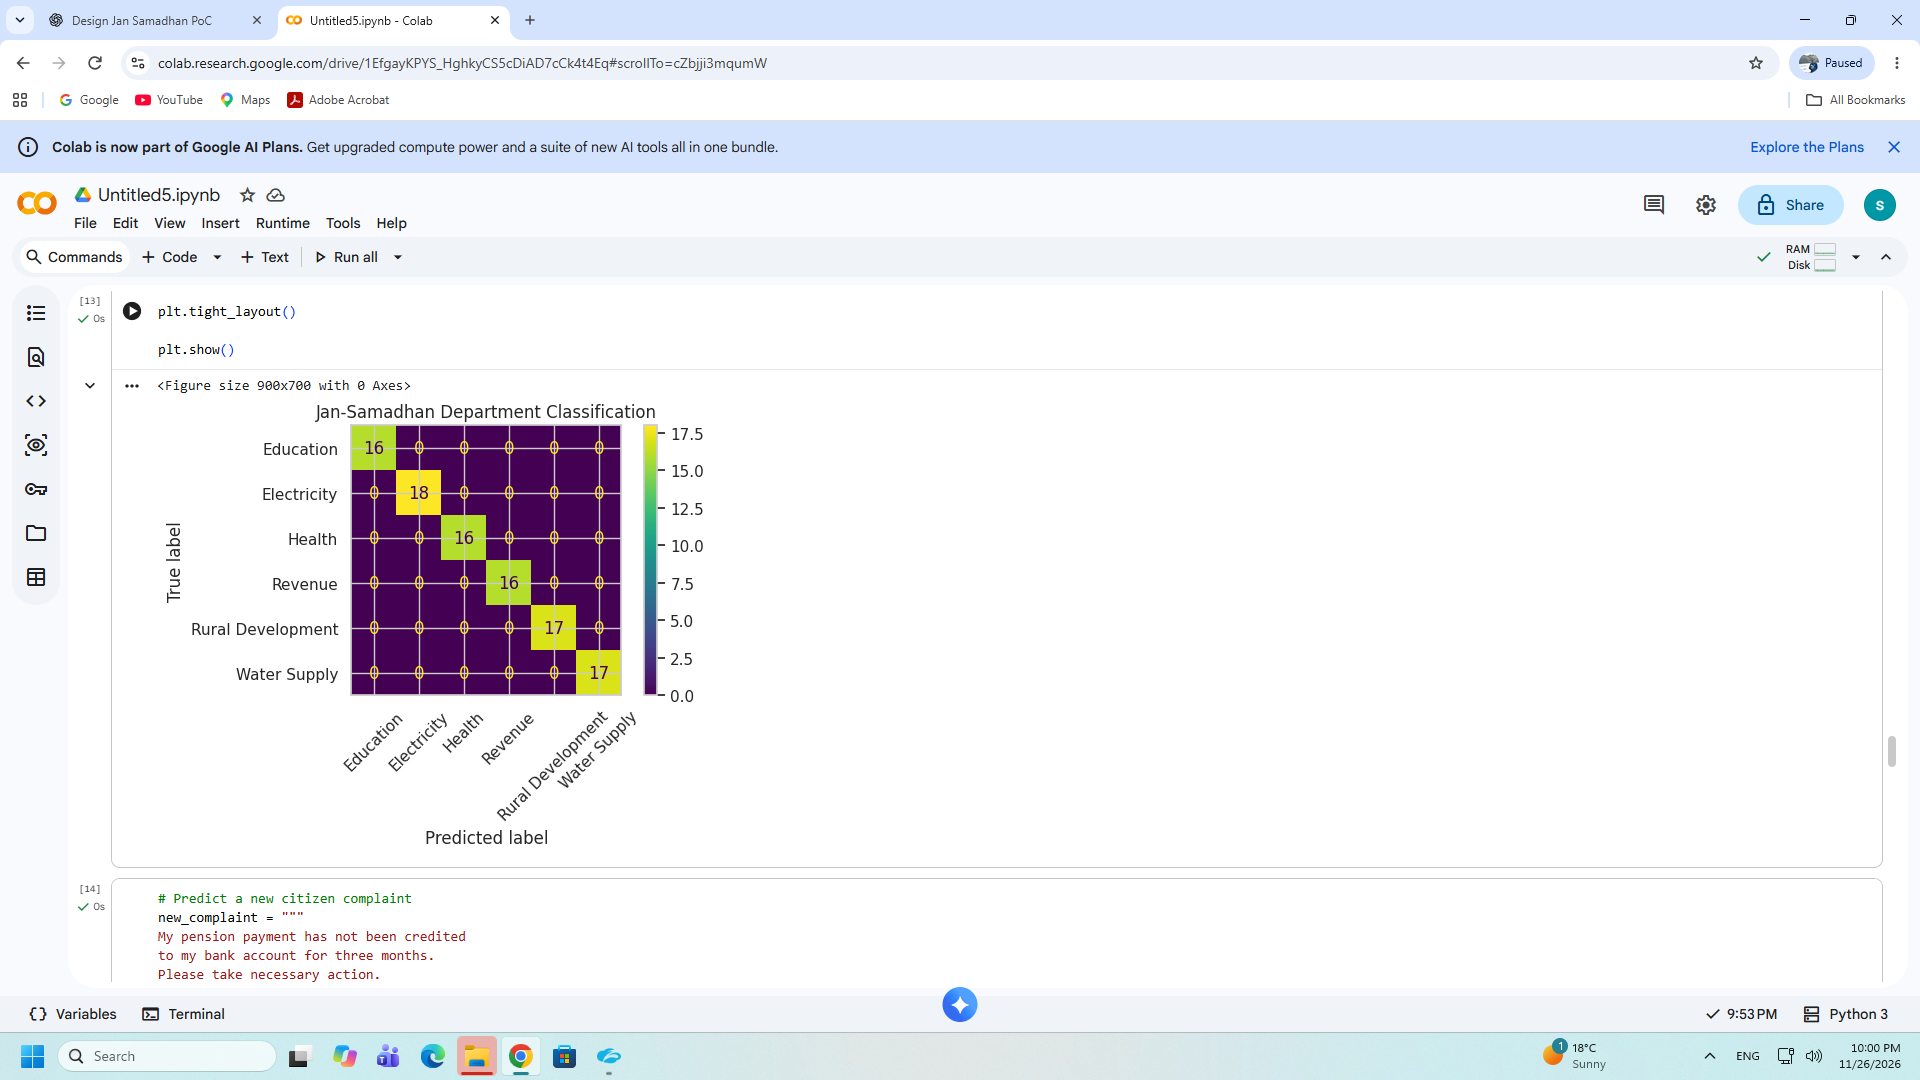 Design Jan Samadhan PoC
Untitled5.ipynb - Colab
colab.research.google.com/drive/1EfgayKPYS_HghkyCS5cDiAD7cCk4t4Eq#scrollTo=cZbjji3mqumW
Paused
Google
YouTube
Maps
Adobe Acrobat
All Bookmarks
Colab is now part of Google AI Plans. Get upgraded compute power and a suite of new AI tools all in one bundle.
Explore the Plans
Untitled5.ipynb
Share
S
File Edit View Insert Runtime Tools Help
Commands + Code + Text Run all
RAM
Disk
[13]
0s
plt.tight_layout()
plt.show()
<Figure size 900x700 with 0 Axes>
Jan-Samadhan Department Classification
True label
Education 16 0 0 0 0 0
Electricity 0 18 0 0 0 0
Health 0 0 16 0 0 0
Revenue 0 0 0 16 0 0
Rural Development 0 0 0 0 17 0
Water Supply 0 0 0 0 0 17
17.5
15.0
12.5
10.0
7.5
5.0
2.5
0.0
Education
Electricity
Health
Revenue
Rural Development
Water Supply
Predicted label
[14]
0s
# Predict a new citizen complaint
new_complaint = """
My pension payment has not been credited
to my bank account for three months.
Please take necessary action.
Variables
Terminal
9:53 PM
Python 3
Search
1
18°C
Sunny
ENG
10:00 PM
11/26/2026